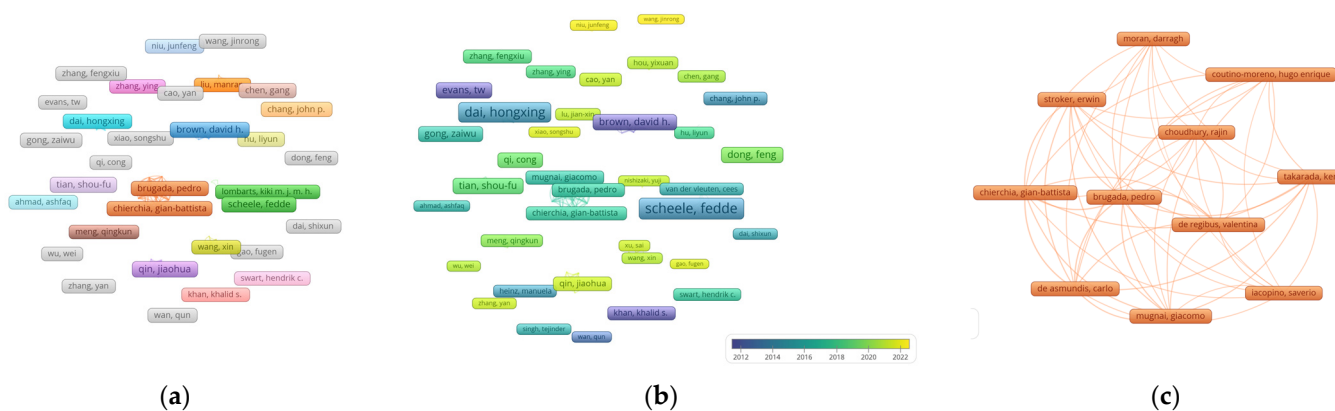 niu, junfeng
wang, jinrong
zhang, fengxiu
zhang, ying
liu, manran
cao, yan
chen, gang
evans, tw
chang, john p.
dai, hongxing
brown, david h.
gong, zaiwu
xiao, songshu
hu, liyun
qi, cong
dong, feng
tian, shou-fu
brugada, pedro
lombarts, kiki m. j. m. h.
ahmad, ashfaq
chierchia, gian-battista
scheele, fedde
meng, qingkun
dai, shixun
wu, wei
wang, xin
gao, fugen
qin, jiaohua
zhang, yan
swart, hendrik c.
khan, khalid s.
wan, qun
(a)
niu, junfeng
wang, jinrong
zhang, fengxiu
hou, yixuan
zhang, ying
cao, yan
chen, gang
evans, tw
chang, john p.
dai, hongxing
lu, jian-xin
brown, david h.
gong, zaiwu
xiao, songshu
hu, liyun
qi, cong
dong, feng
mugnai, giacomo
nishizaki, yuji
tian, shou-fu
brugada, pedro
van der vleuten, cees
ahmad, ashfaq
chierchia, gian-battista
scheele, fedde
dai, shixun
meng, qingkun
xu, sai
wang, xin
wu, wei
gao, fugen
qin, jiaohua
heinz, manuela
swart, hendrik c.
zhang, yan
khan, khalid s.
singh, tejinder
wan, qun
2012 2014 2016 2018 2020 2022
(b)
moran, darragh
coutino-moreno, hugo enrique
stroker, erwin
choudhury, rajin
takarada, ken
chierchia, gian-battista
brugada, pedro
de regibus, valentina
de asmundis, carlo
iacopino, saverio
mugnai, giacomo
(c)